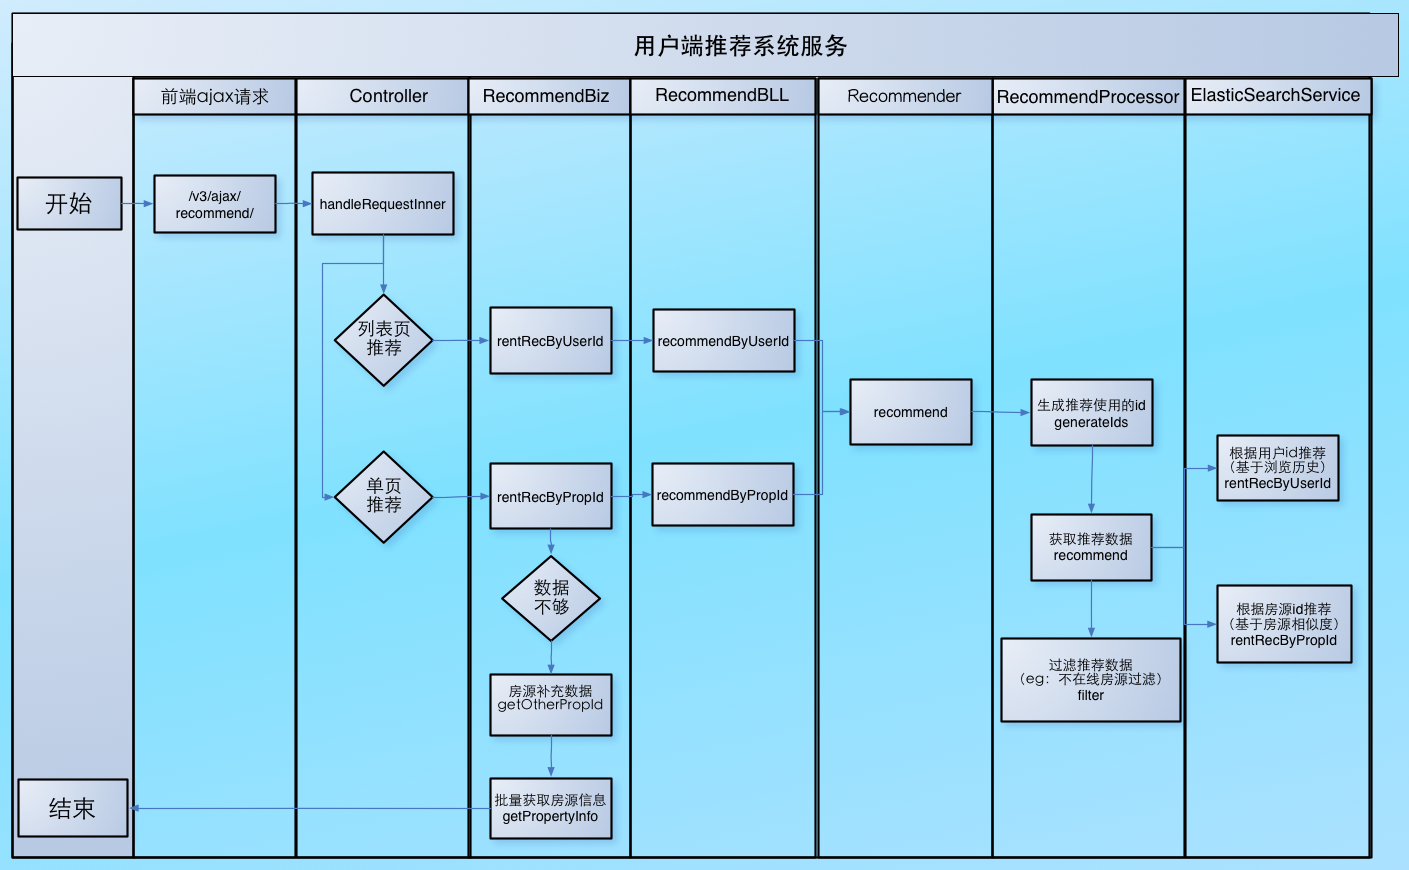 用户端推荐系统服务
前端ajax请求
Controller
RecommendBiz
RecommendBLL
Recommender
RecommendProcessor
ElasticSearchService
开始
/v3/ajax/
recommend/
handleRequestInner
列表页
推荐
rentRecByUserId
recommendByUserId
recommend
生成推荐使用的id
generateIds
根据用户id推荐
（基于浏览历史）
rentRecByUserId
单页
推荐
rentRecByPropId
recommendByPropId
获取推荐数据
recommend
数据
不够
根据房源id推荐
（基于房源相似度）
rentRecByPropId
过滤推荐数据
（eg：不在线房源过滤）
filter
房源补充数据
getOtherPropId
结束
批量获取房源信息
getPropertyInfo